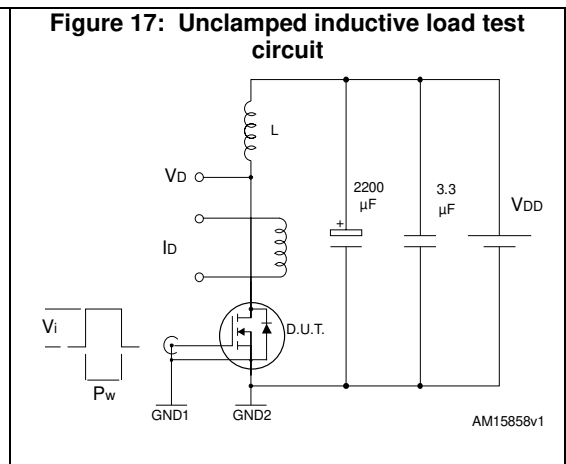 Figure 17: Unclamped inductive load test
circuit
L
VD
2200
µF
3.3
µF
VDD
+
ID
Vi
D.U.T.
Pw
GND1
GND2
AM15858v1